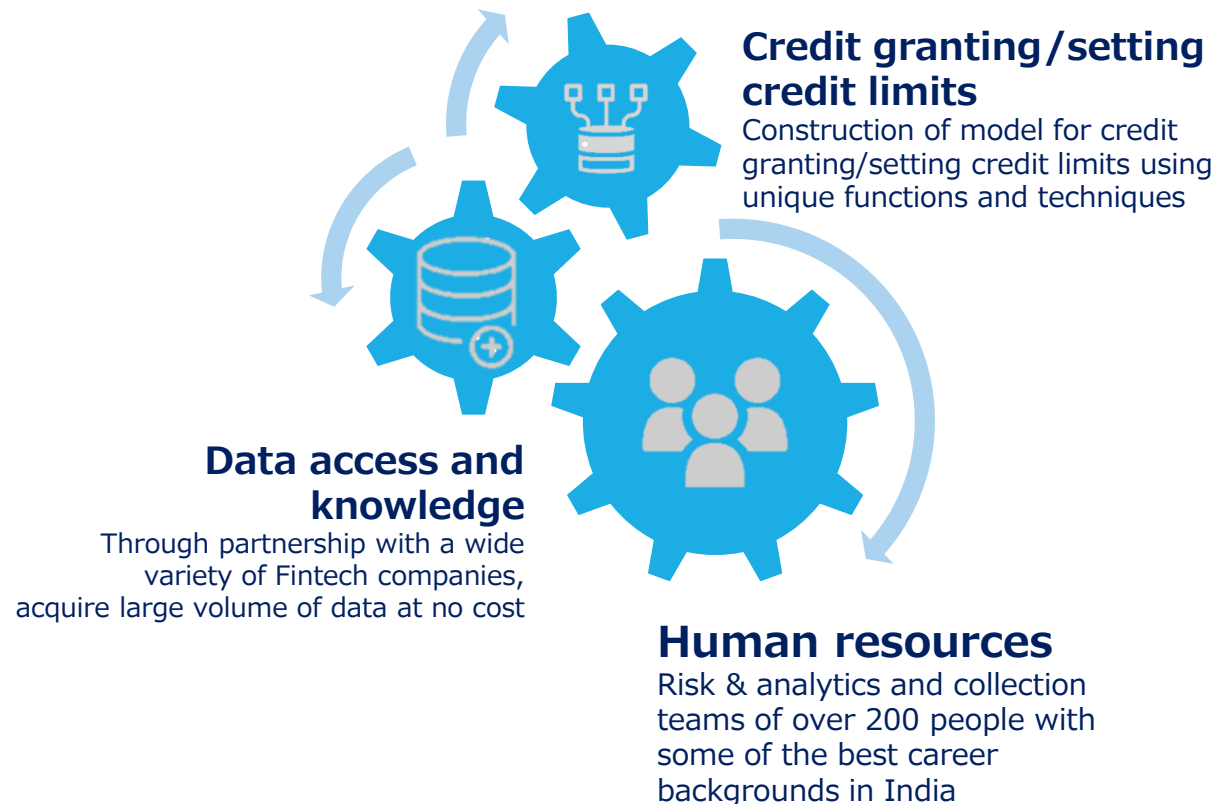 Credit granting/setting
credit limits
Construction of model for credit
granting/setting credit limits using
unique functions and techniques
Data access and
knowledge
Through partnership with a wide
variety of Fintech companies,
acquire large volume of data at no cost
Human resources
Risk & analytics and collection
teams of over 200 people with
some of the best career
backgrounds in India